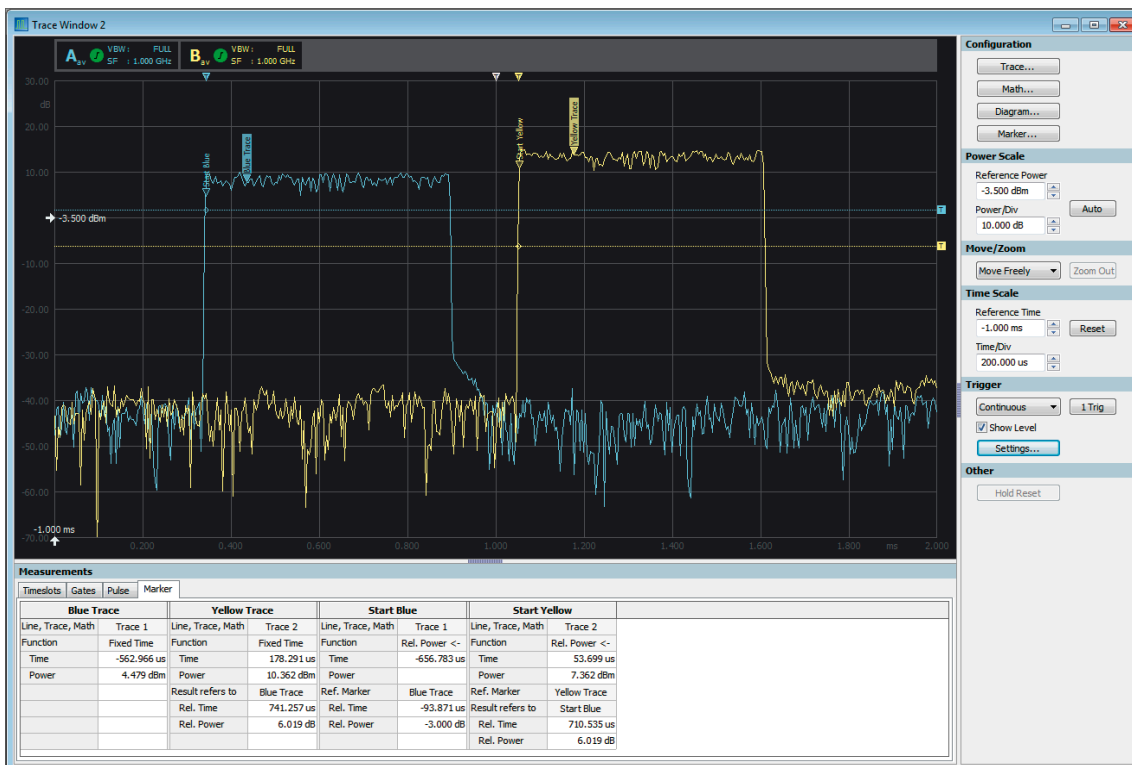 Trace Window 2
A av VBW : FULL SF : 1.000 GHz
B av VBW : FULL SF : 1.000 GHz
30.00
dB
20.00
10.00
-3.500 dBm
-10.00
-20.00
-30.00
-40.00
-50.00
-60.00
-70.00
-1.000 ms
0.200
0.400
0.600
0.800
1.000
1.200
1.400
1.600
1.800
ms
2.000
Start Blue
Blue Trace
Start Yellow
Yellow Trace
T
T
Configuration
Trace...
Math...
Diagram...
Marker...
Power Scale
Reference Power
-3.500 dBm
Power/Div
10.000 dB
Auto
Move/Zoom
Move Freely
Zoom Out
Time Scale
Reference Time
-1.000 ms
Reset
Time/Div
200.000 us
Trigger
Continuous
1 Trig
Show Level
Settings...
Other
Hold Reset
Measurements
Timeslots Gates Pulse Marker
Blue Trace Yellow Trace Start Blue Start Yellow
Line, Trace, Math Trace 1 Line, Trace, Math Trace 2 Line, Trace, Math Trace 1 Line, Trace, Math Trace 2
Function Fixed Time Function Fixed Time Function Rel. Power <- Function Rel. Power <-
Time -562.966 us Time 178.291 us Time -656.783 us Time 53.699 us
Power 4.479 dBm Power 10.362 dBm Power Power 7.362 dBm
Result refers to Blue Trace Ref. Marker Blue Trace Ref. Marker Yellow Trace
Rel. Time 741.257 us Rel. Time -93.871 us Result refers to Start Blue
Rel. Power 6.019 dB Rel. Power -3.000 dB Rel. Time 710.535 us
Rel. Power 6.019 dB